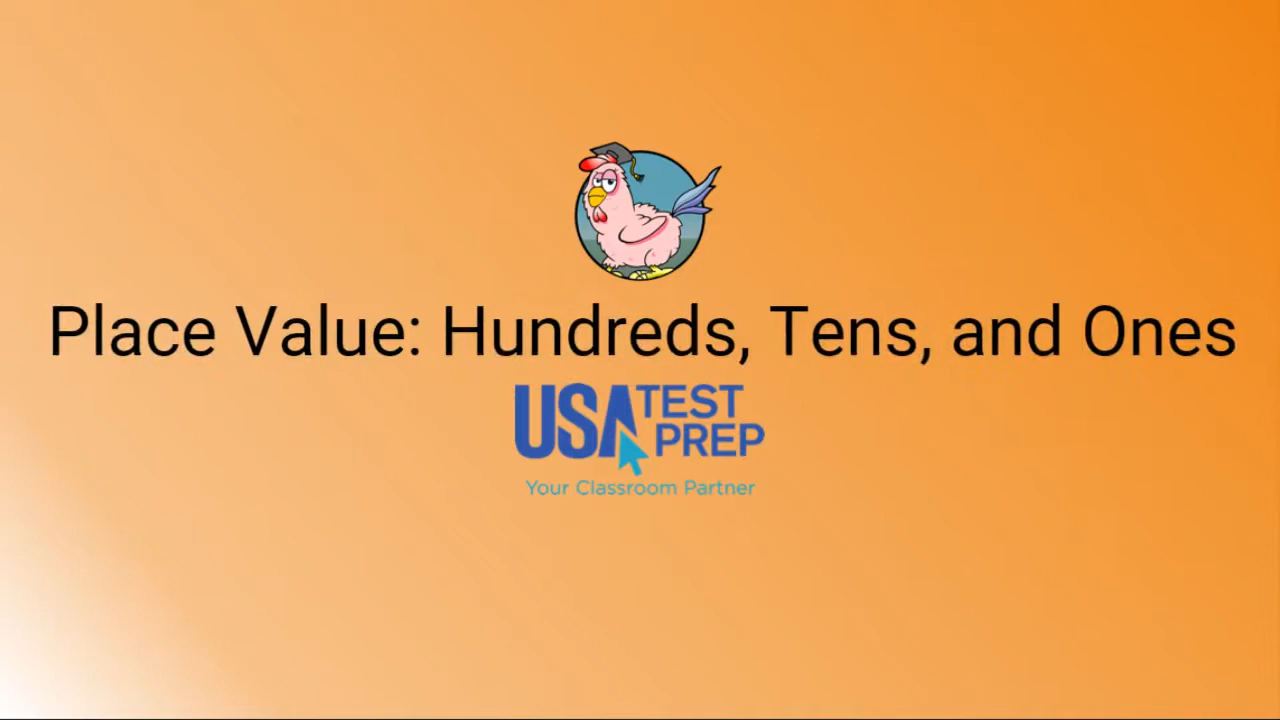 Place Value: Hundreds, Tens, and Ones
USA TEST PREP
Your Classroom Partner